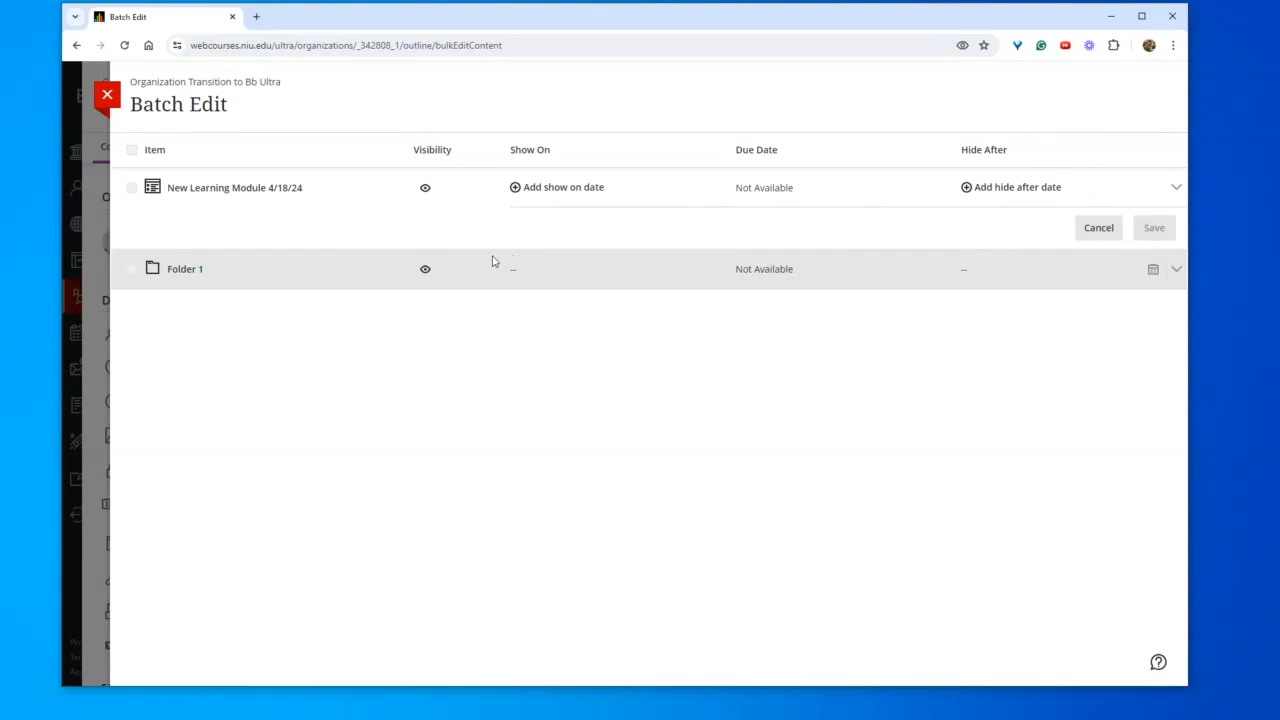 Batch Edit
webcourses.niu.edu/ultra/organizations/_342808_1/outline/bulkEditContent
Organization Transition to Bb Ultra
Batch Edit
Item Visibility Show On Due Date Hide After
New Learning Module 4/18/24 Add show on date Not Available Add hide after date
Cancel Save
Folder 1 -- Not Available --